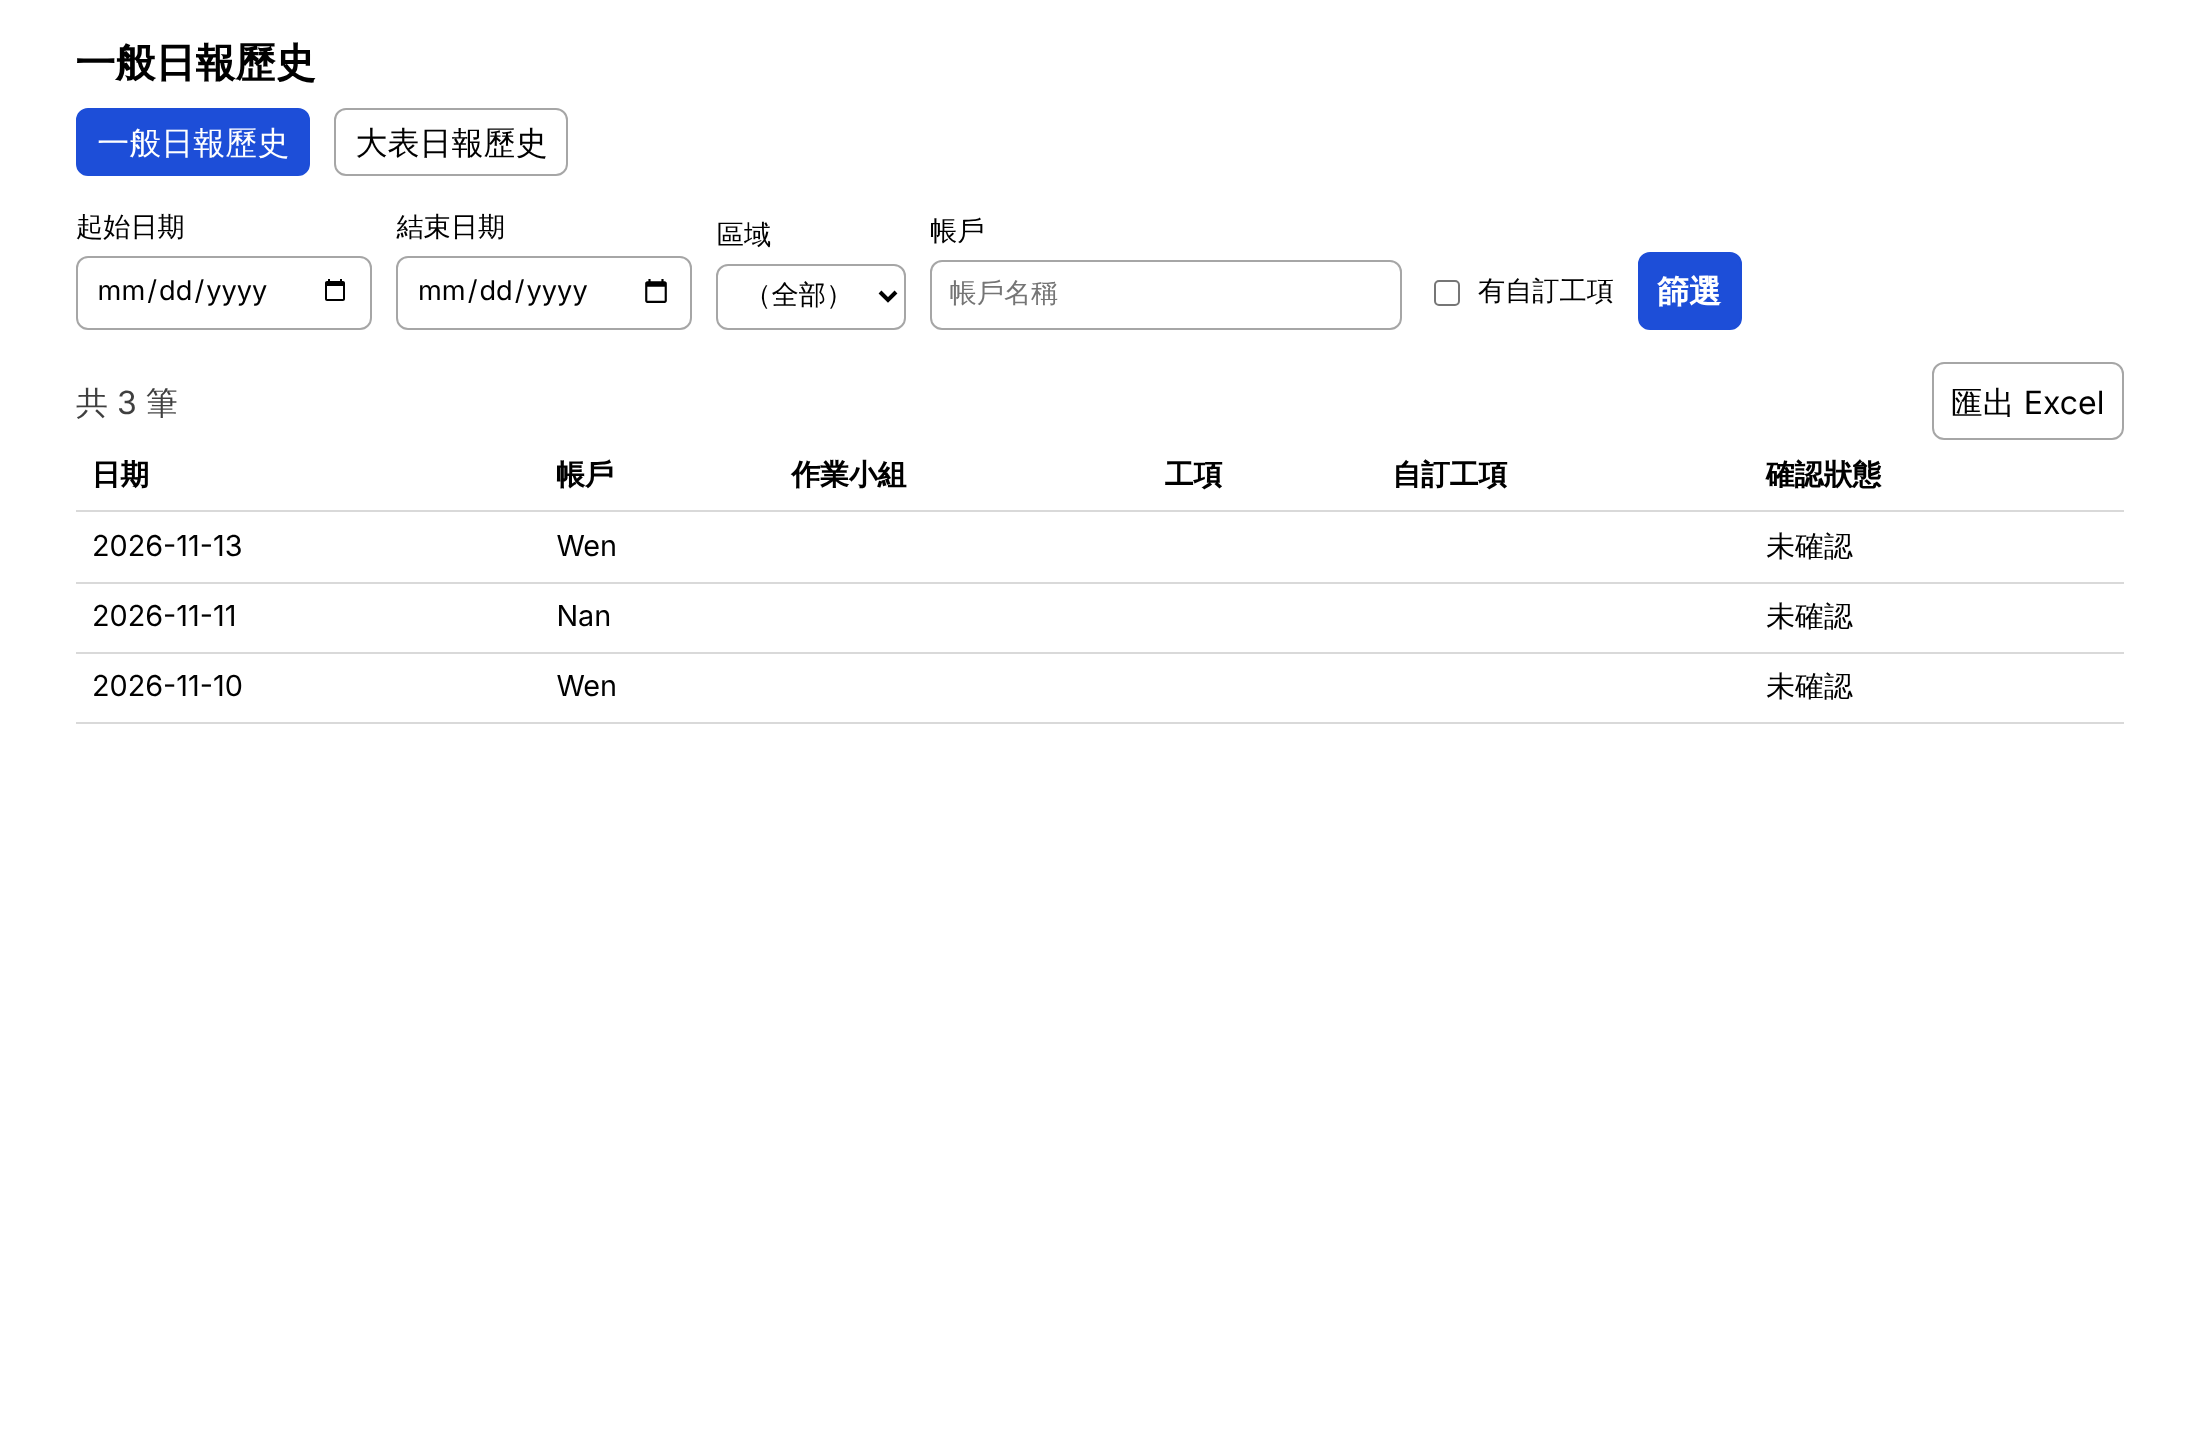 一般日報歷史
一般日報歷史 大表日報歷史
起始日期 結束日期 區域 帳戶
mm/dd/yyyy mm/dd/yyyy （全部） 帳戶名稱 有自訂工項 篩選
共 3 筆 匯出 Excel
日期 帳戶 作業小組 工項 自訂工項 確認狀態
2026-11-13 Wen 未確認
2026-11-11 Nan 未確認
2026-11-10 Wen 未確認